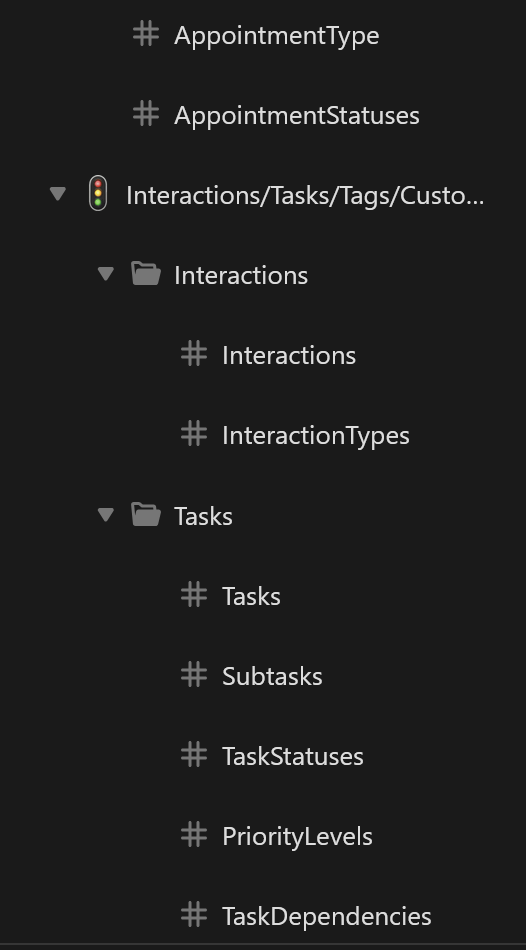 AppointmentType
AppointmentStatuses
Interactions/Tasks/Tags/Custo...
Interactions
Interactions
InteractionTypes
Tasks
Tasks
Subtasks
TaskStatuses
PriorityLevels
TaskDependencies